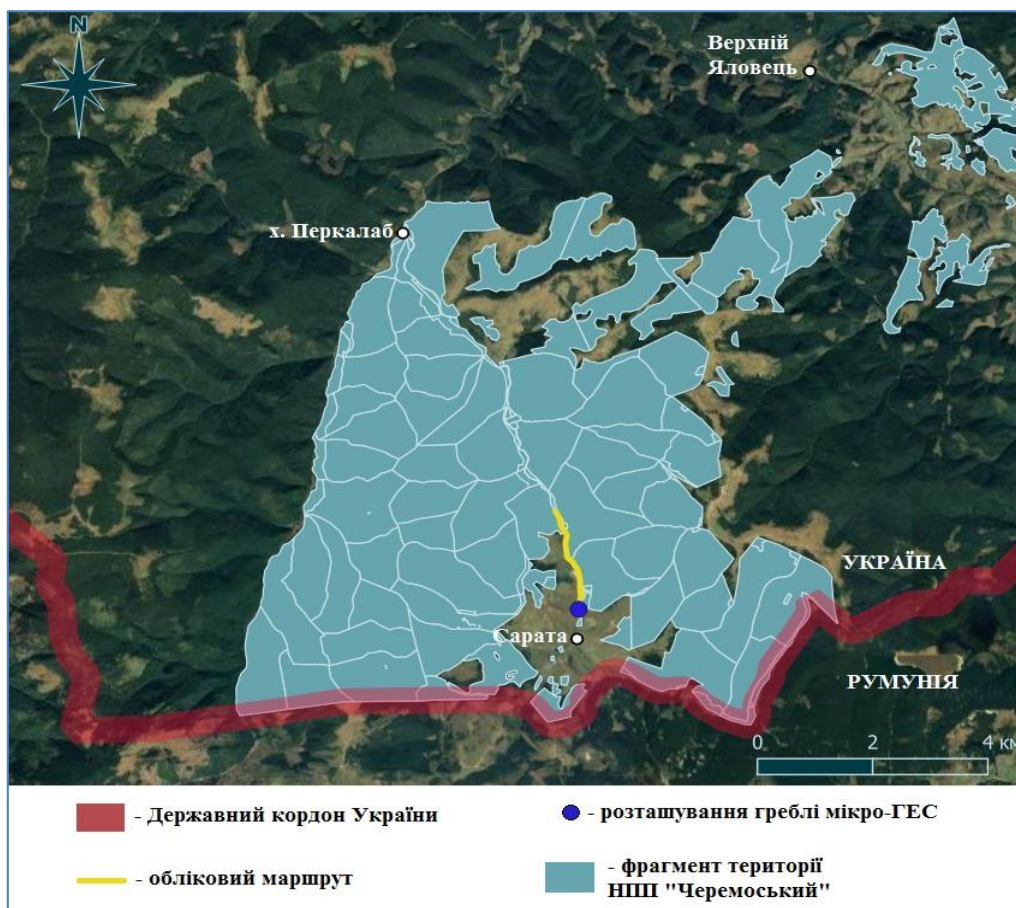 N
Верхній
Яловець
х. Перкалаб
УКРАЇНА
Сарата
РУМУНІЯ
0 2 4 км
- Державний кордон України
- розташування греблі мікро-ГЕС
- обліковий маршрут
- фрагмент території
НПП "Черемоський"